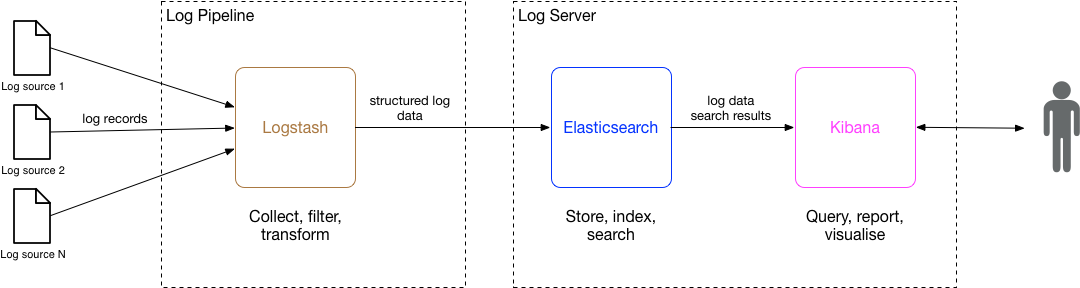 Log Pipeline
Log Server
Log source 1
log records
Log source 2
Log source N
Logstash
Collect, filter,
transform
structured log
data
Elasticsearch
Store, index,
search
log data
search results
Kibana
Query, report,
visualise